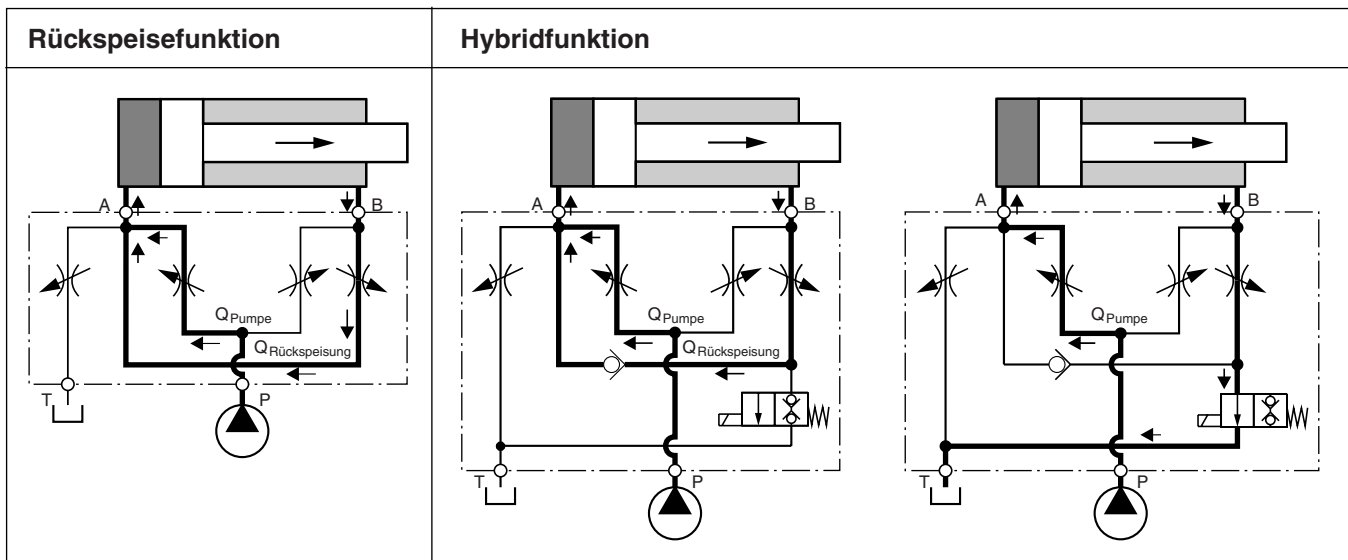 Rückspeisefunktion
Hybridfunktion
A
B
QPumpe
QRückspeisung
T
P
A
B
QPumpe
QRückspeisung
T
P
A
B
QPumpe
T
P